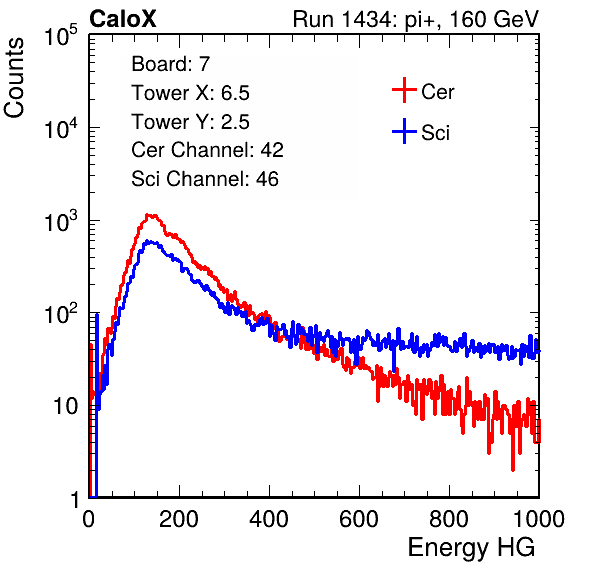 CaloX Run 1434: pi+, 160 GeV
Counts
10^5
10^4
10^3
10^2
10
1
Board: 7
Tower X: 6.5
Tower Y: 2.5
Cer Channel: 42
Sci Channel: 46
Cer
Sci
0 200 400 600 800 1000
Energy HG